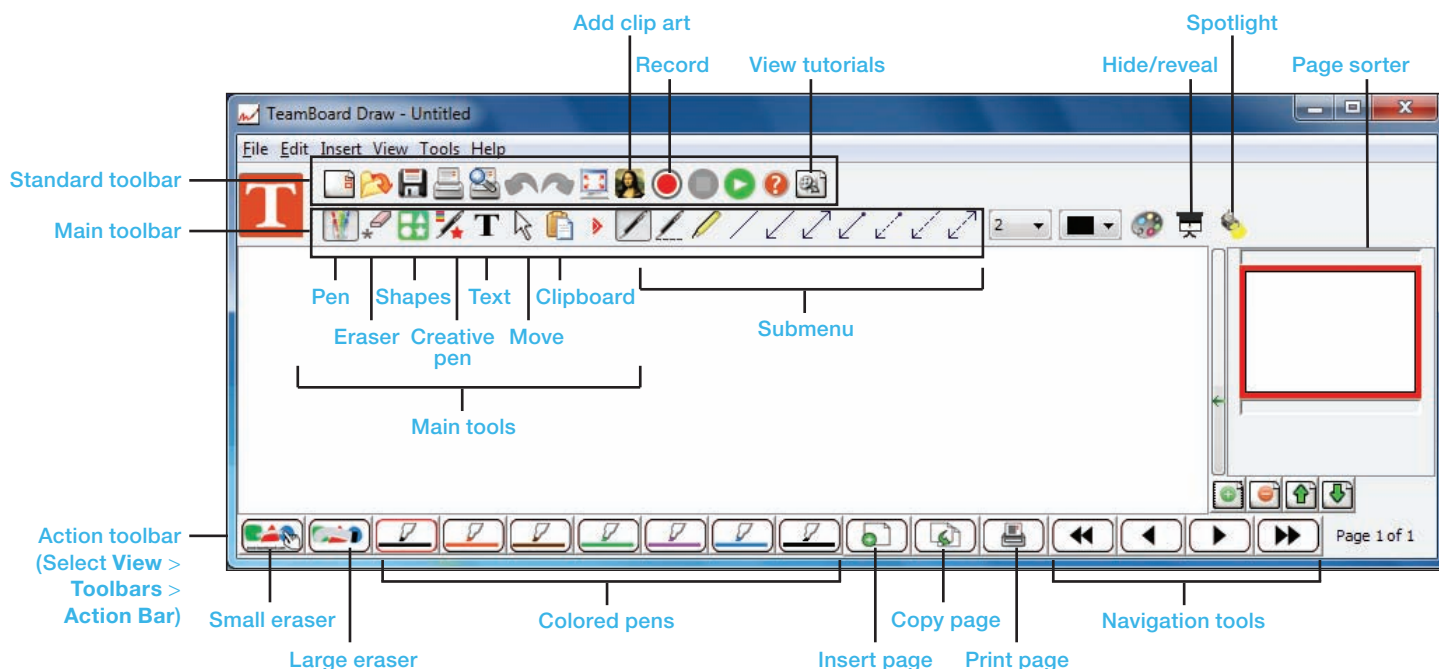 Add clip art
Spotlight
Record
View tutorials
Hide/reveal
Page sorter
TeamBoard Draw - Untitled
File Edit Insert View Tools Help
Standard toolbar
T
Main toolbar
T
2
Pen
Shapes
Text
Clipboard
Eraser
Creative
pen
Move
Submenu
Main tools
Action toolbar
(Select View >
Toolbars >
Action Bar)
Page 1 of 1
Small eraser
Colored pens
Copy page
Navigation tools
Large eraser
Insert page
Print page